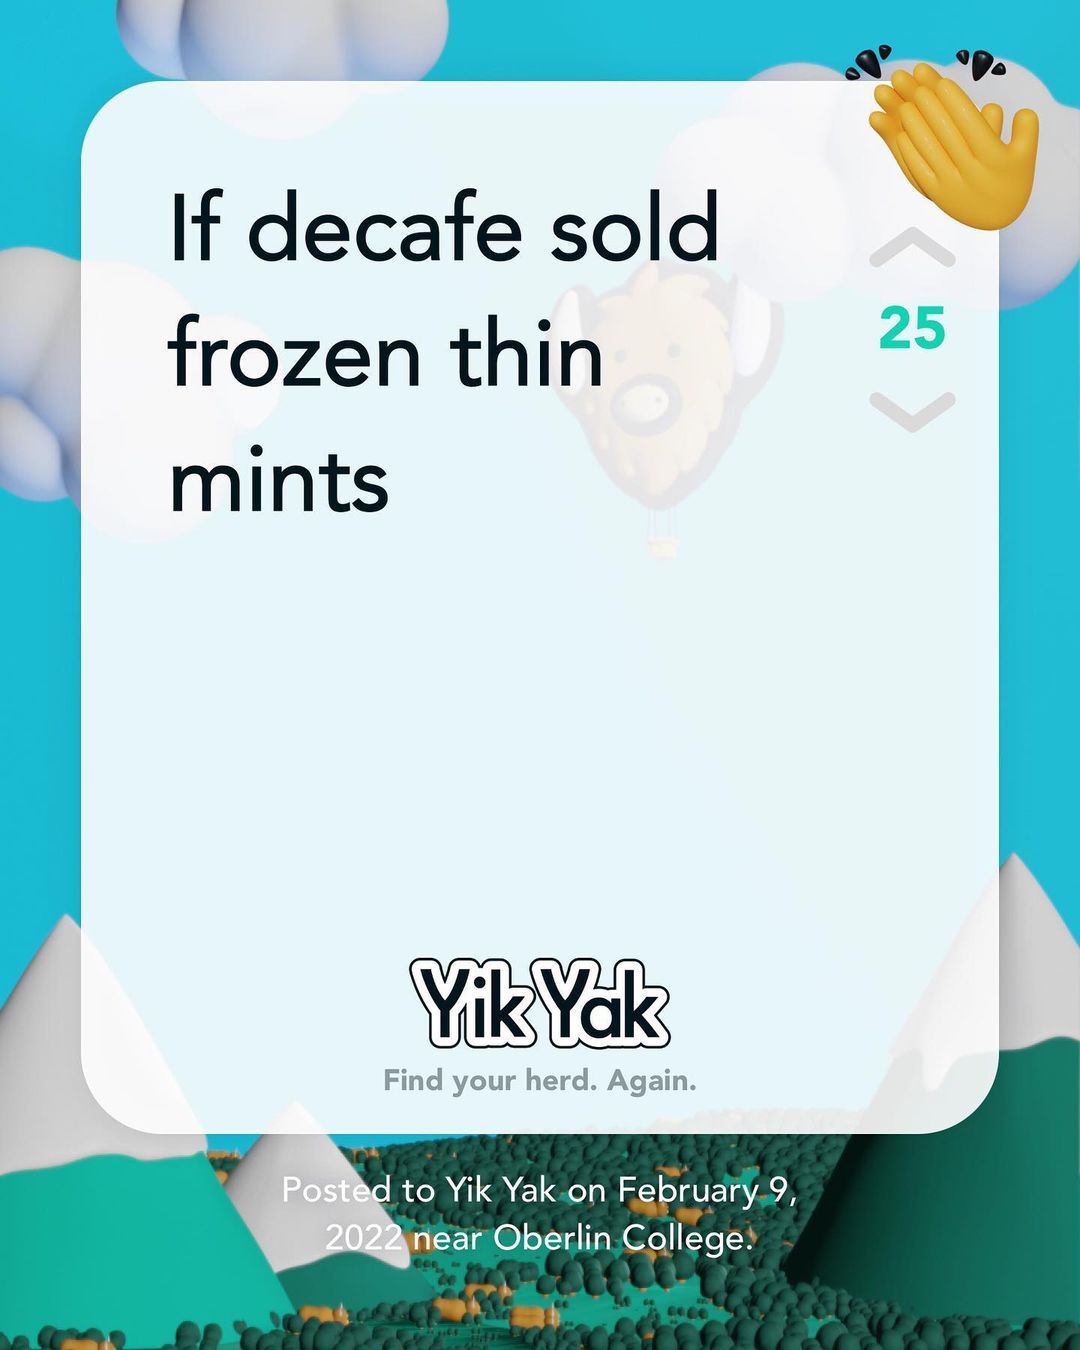 If decafe sold
frozen thin
mints
25
Yik Yak
Find your herd. Again.
Posted to Yik Yak on February 9,
2022 near Oberlin College.